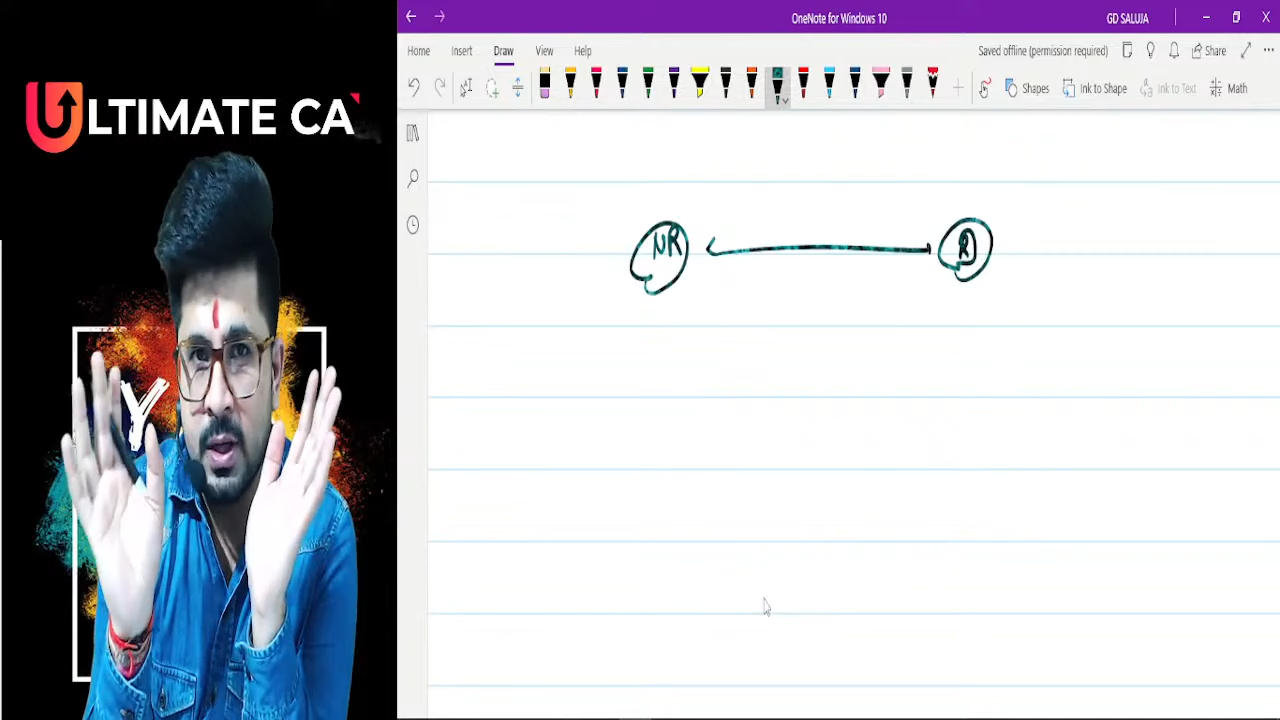 ULTIMATE CA
Y
OneNote for Windows 10
GD SALUJA
Home
Insert
Draw
View
Help
Saved offline (permission required)
Share
Shapes
Ink to Shape
Ink to Text
Math
NR
R